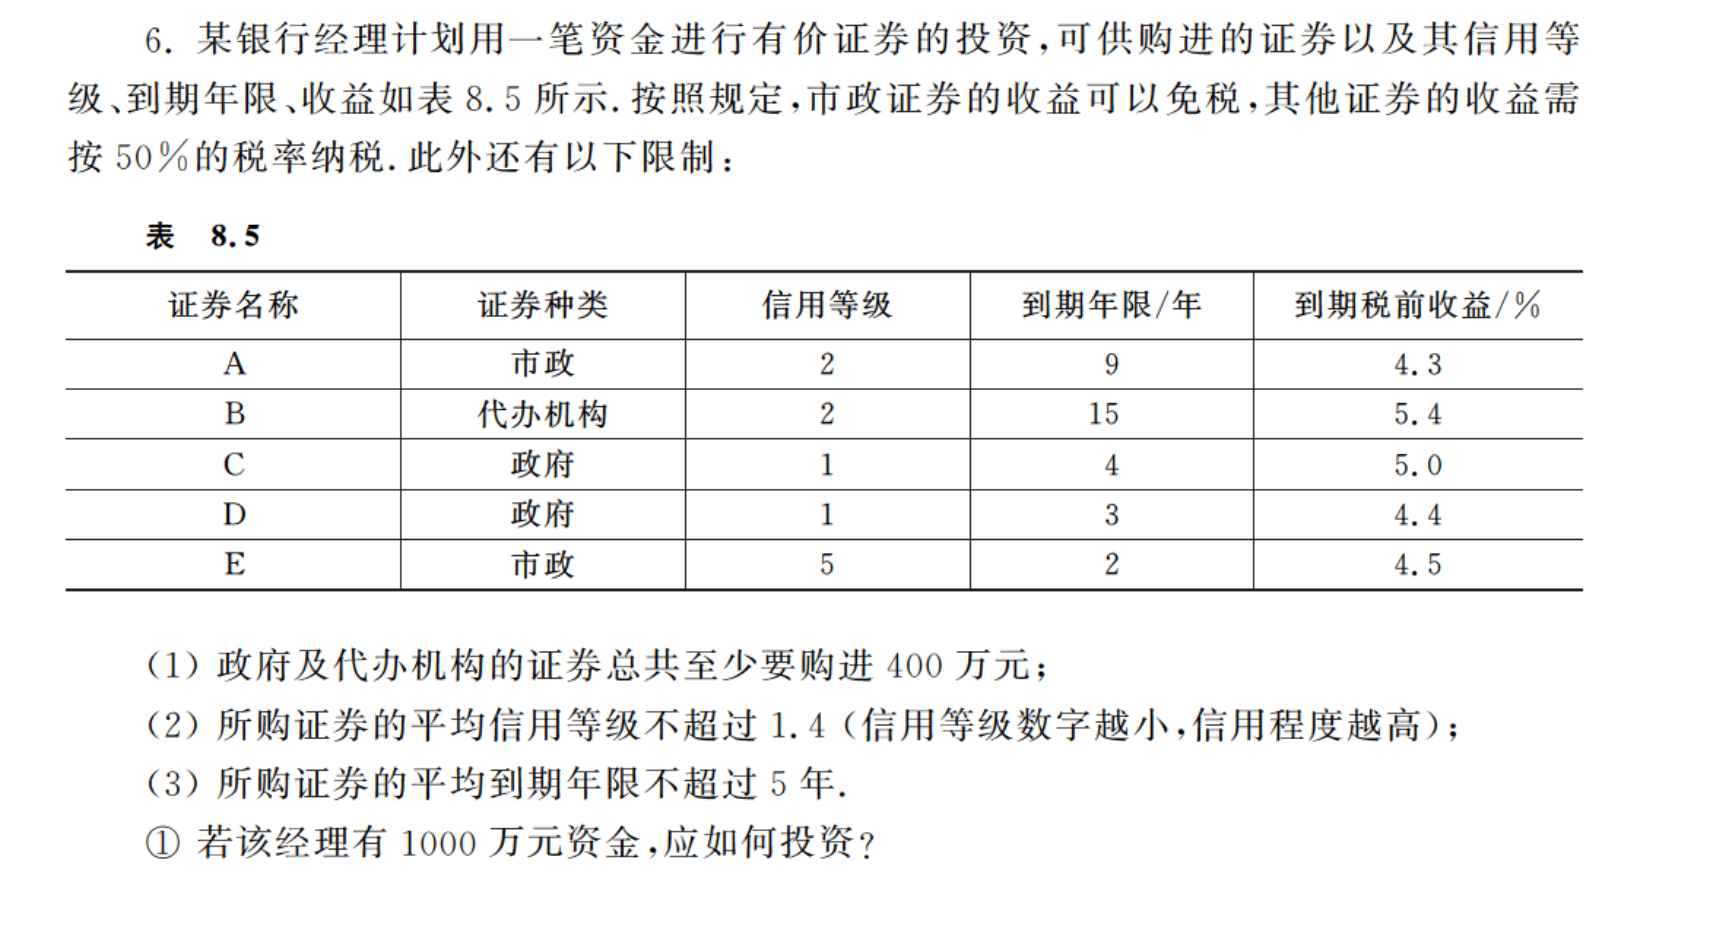 6. 某银行经理计划用一笔资金进行有价证券的投资,可供购进的证券以及其信用等
级、到期年限、收益如表 8.5 所示.按照规定,市政证券的收益可以免税,其他证券的收益需
按 50%的税率纳税.此外还有以下限制:
表 8.5
证券名称 证券种类 信用等级 到期年限/年 到期税前收益/%
A 市政 2 9 4.3
B 代办机构 2 15 5.4
C 政府 1 4 5.0
D 政府 1 3 4.4
E 市政 5 2 4.5
(1) 政府及代办机构的证券总共至少要购进 400 万元;
(2) 所购证券的平均信用等级不超过 1.4 (信用等级数字越小,信用程度越高);
(3) 所购证券的平均到期年限不超过 5 年.
① 若该经理有 1000 万元资金,应如何投资?